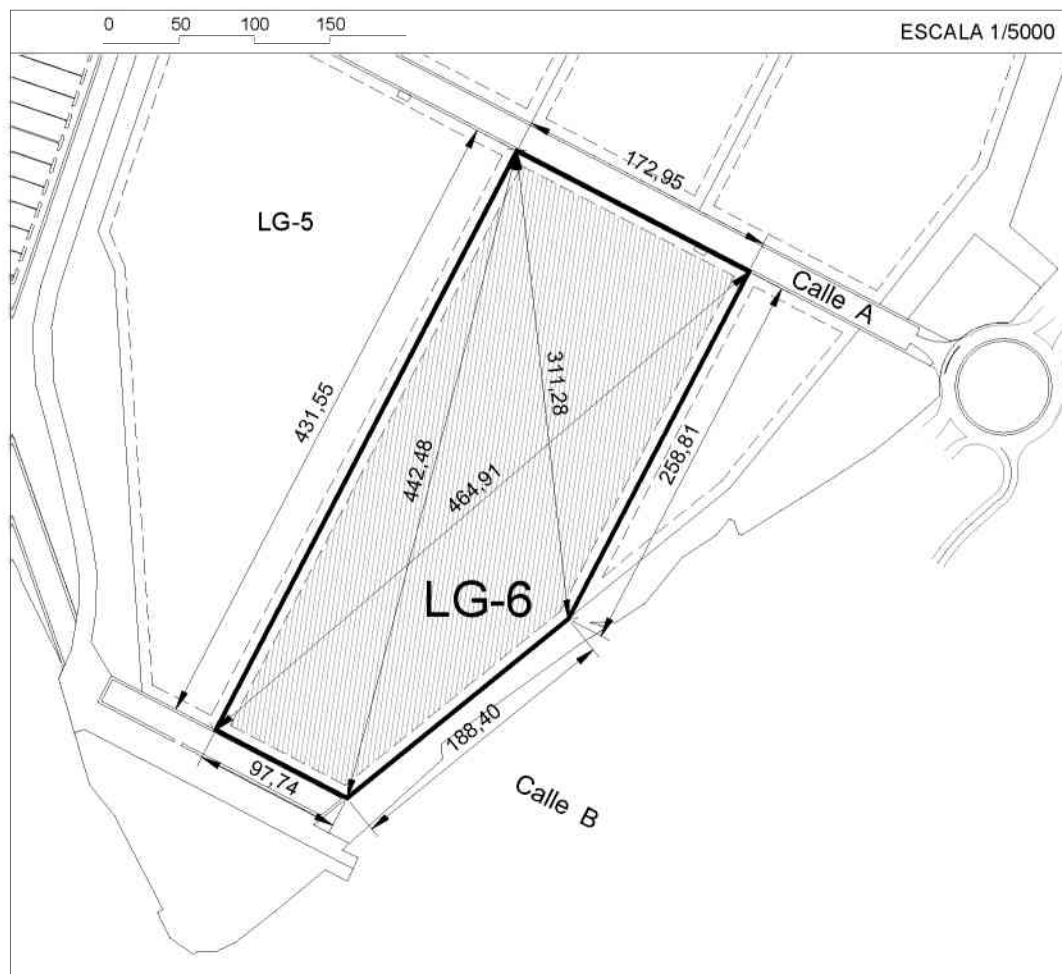 0 50 100 150
ESCALA 1/5000
172,95
LG-5
Calle A
311,28
431,55
258,81
442,48
464,91
LG-6
188,40
97,74
Calle B